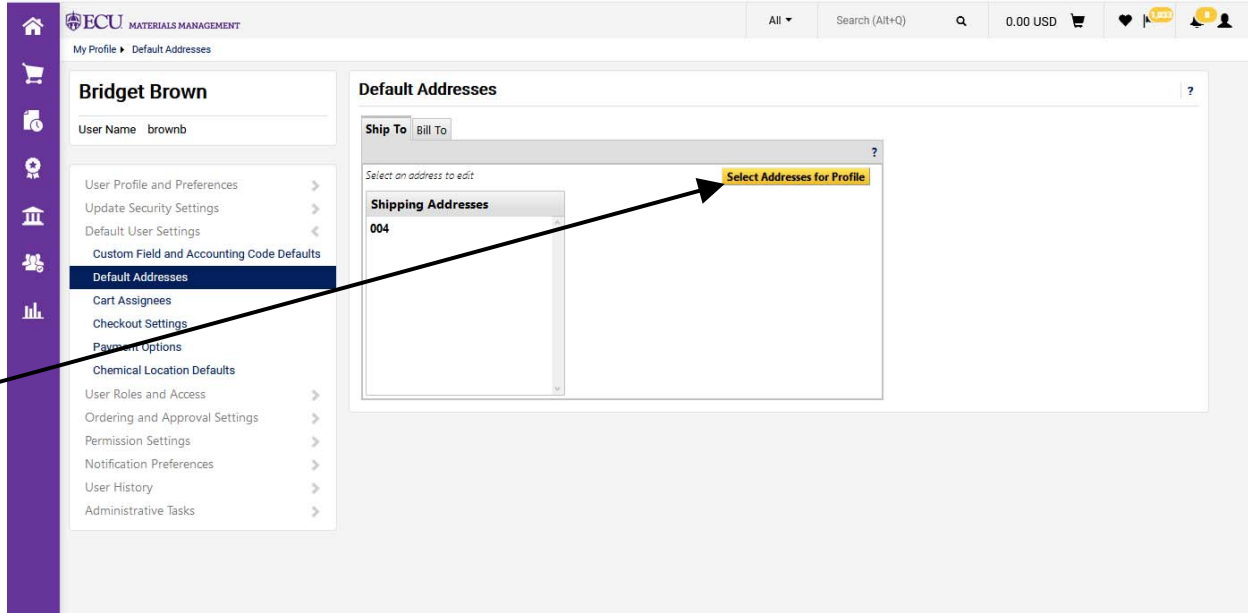 ECU MATERIALS MANAGEMENT
All
Search (Alt+Q)
0.00 USD
My Profile Default Addresses
Bridget Brown
User Name brownb
User Profile and Preferences
Update Security Settings
Default User Settings
Custom Field and Accounting Code Defaults
Default Addresses
Cart Assignees
Checkout Settings
Payment Options
Chemical Location Defaults
User Roles and Access
Ordering and Approval Settings
Permission Settings
Notification Preferences
User History
Administrative Tasks
Default Addresses
?
Ship To
Bill To
?
Select an address to edit
Select Addresses for Profile
Shipping Addresses
004